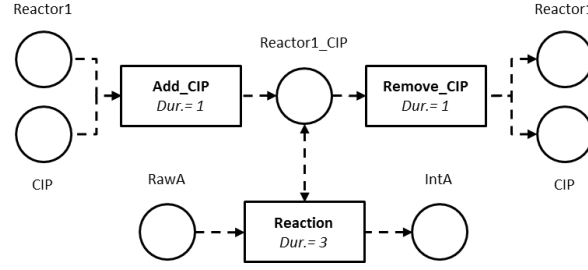 Reactor1
Reactor1
Reactor1_CIP
Add_CIP
Dur.= 1
Remove_CIP
Dur.= 1
CIP
RawA
IntA
CIP
Reaction
Dur.= 3